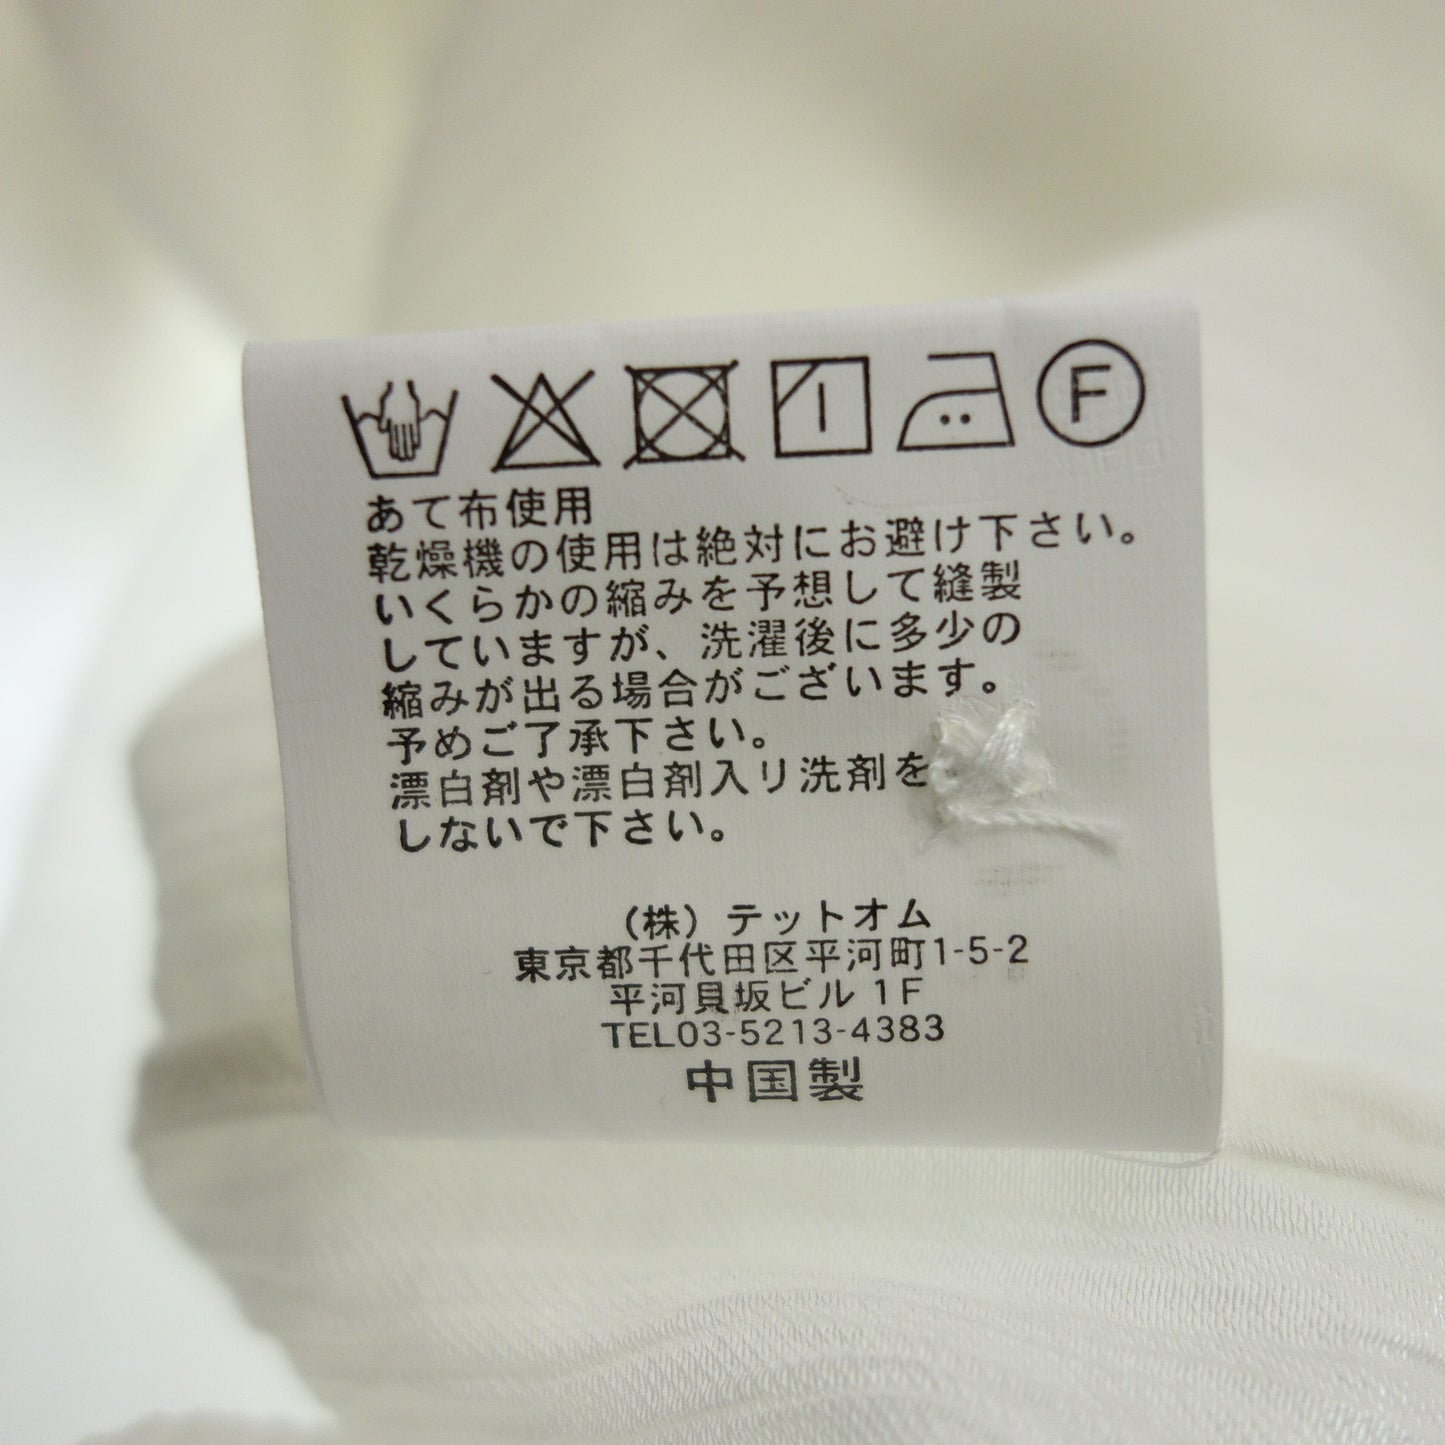 F
あて布使用
乾燥機の使用は絶対にお避け下さい。
いくらかの縮みを予想して縫製
していますが、洗濯後に多少の
縮みが出る場合がございます。
予めご了承下さい。
漂白剤や漂白剤入リ洗剤を
しないで下さい。
（株）テットオム
東京都千代田区平河町1-5-2
平河貝坂ビル 1F
TEL03-5213-4383
中国製